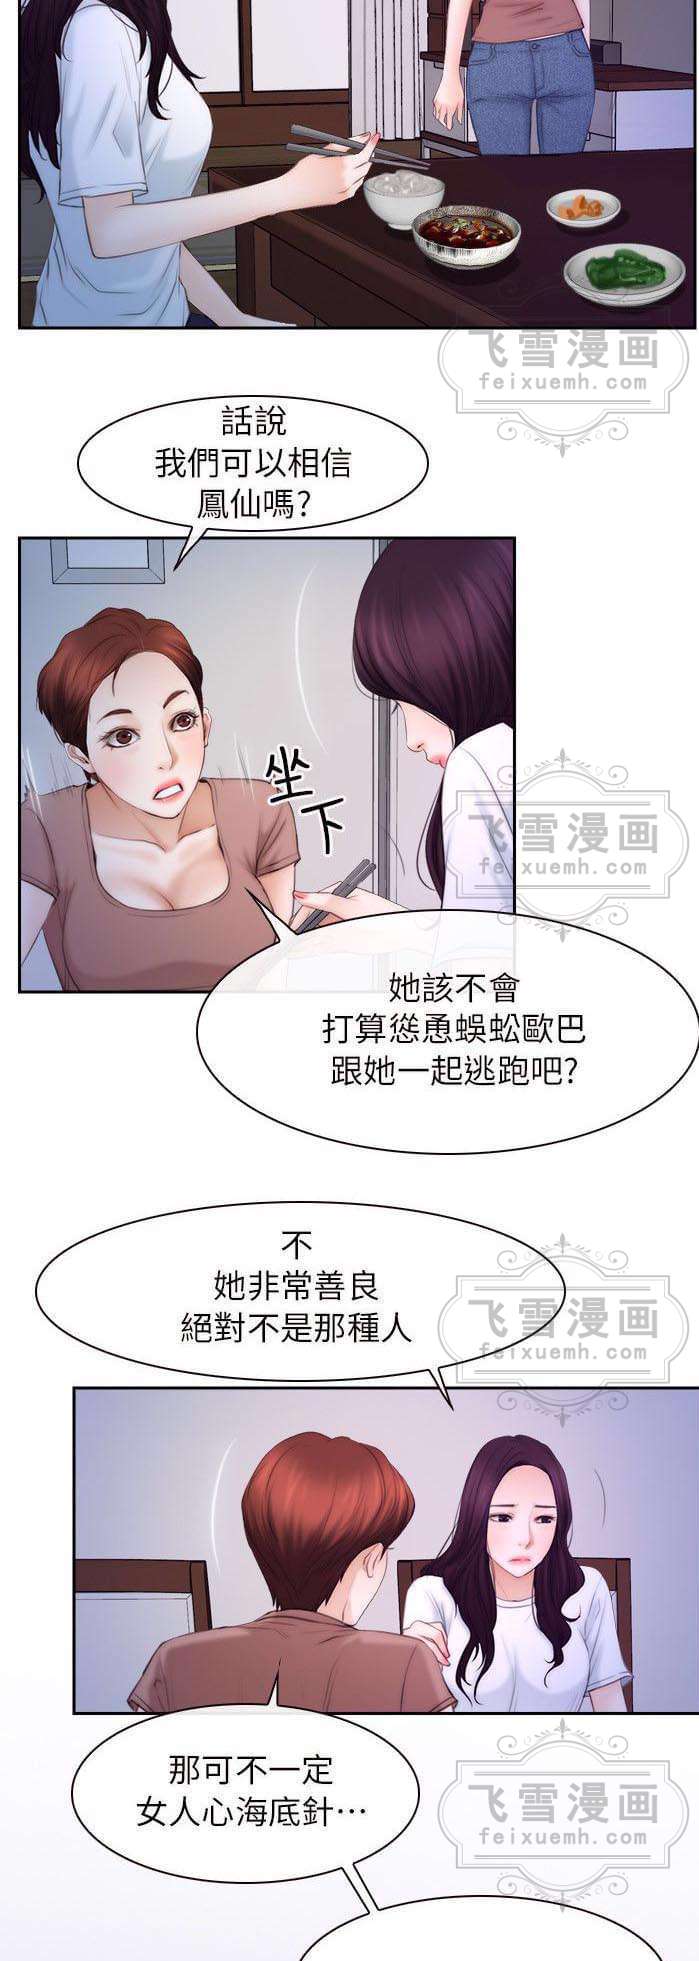 飞雪漫画
feixuemh.com
話說
我們可以相信
鳳仙嗎?
坐下
飞雪漫画
feixuemh.com
她該不會
打算慫恿蜈蚣歐巴
跟她一起逃跑吧?
不
她非常善良
絕對不是那種人
飞雪漫画
feixuemh.com
那可不一定
女人心海底針…
飞雪漫画
feixuemh.com